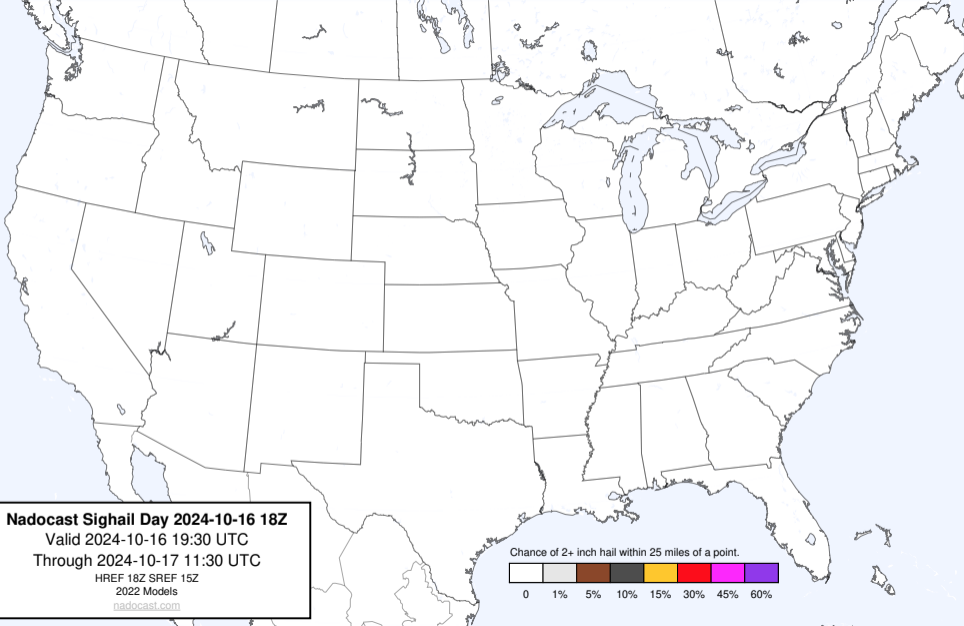 Nadocast Sighail Day 2024-10-16 18Z
Valid 2024-10-16 19:30 UTC
Through 2024-10-17 11:30 UTC
HREF 18Z SREF 15Z
2022 Models
nadocast.com
Chance of 2+ inch hail within 25 miles of a point.
0 1% 5% 10% 15% 30% 45% 60%